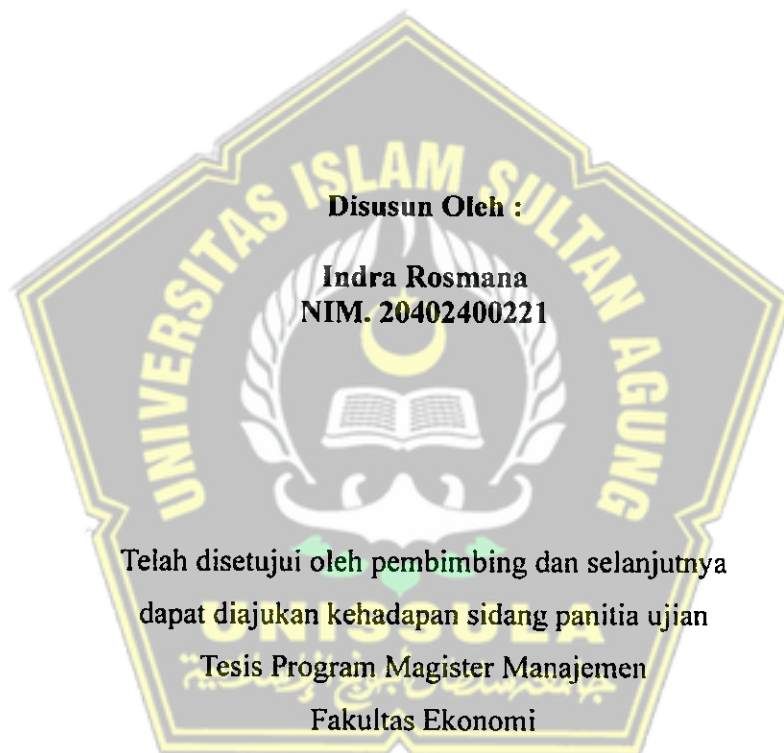 UNIVERSITAS ISLAM SULTAN AGUNG
Disusun Oleh :
Indra Rosmana
NIM. 20402400221
Telah disetujui oleh pembimbing dan selanjutnya
dapat diajukan kehadapan sidang panitia ujian
UNISSULA
Tesis Program Magister Manajemen
Fakultas Ekonomi